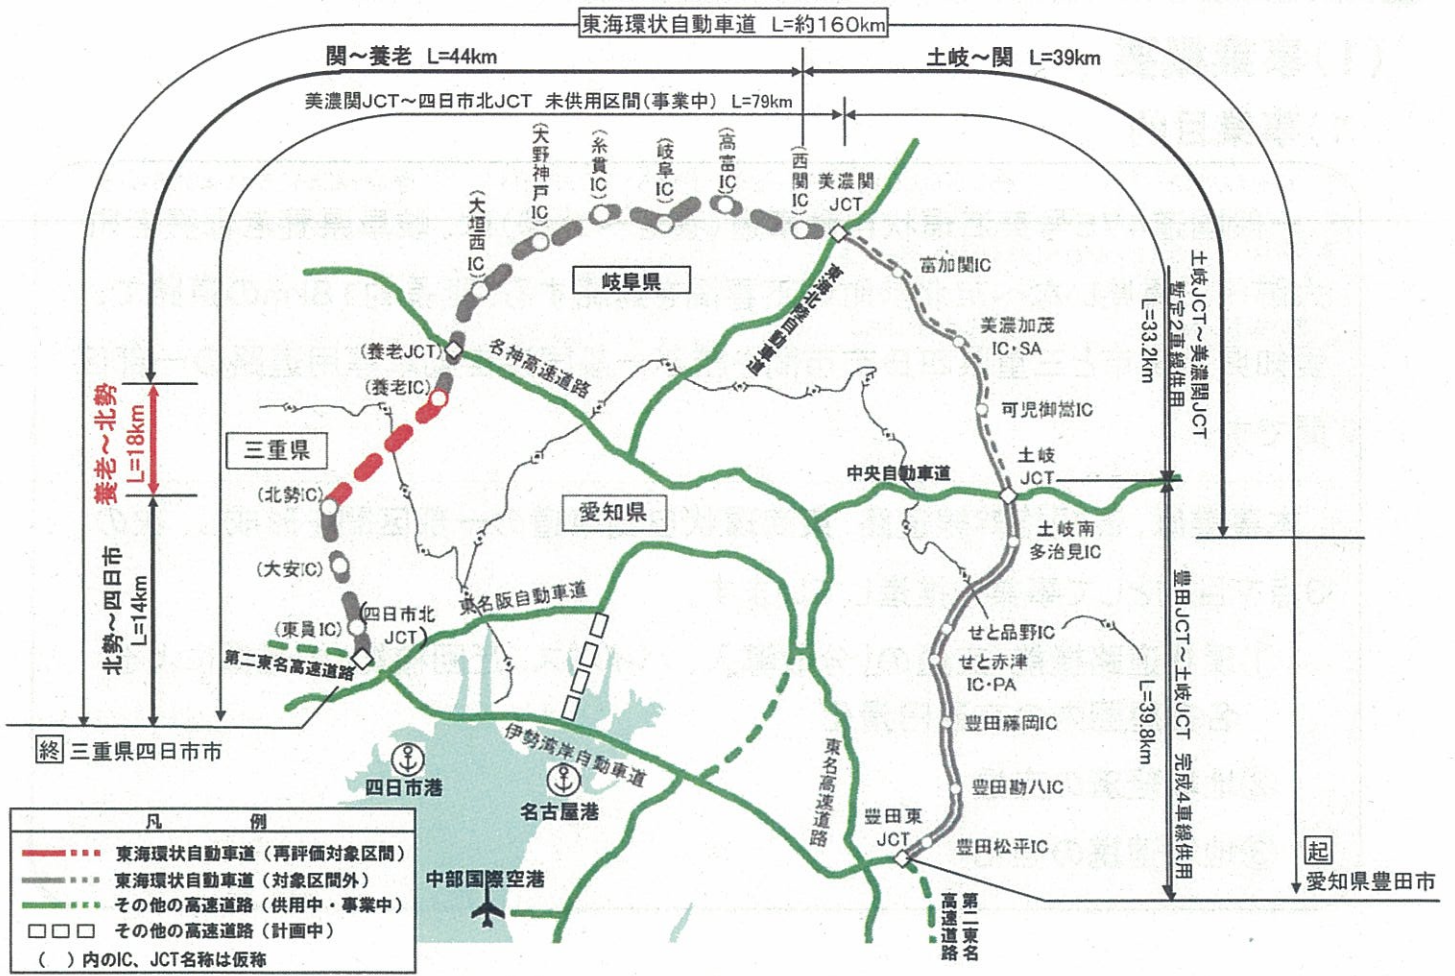 東海環状自動車道 L=約160km
関～養老 L=44km
土岐～関 L=39km
美濃関JCT～四日市北JCT 未供用区間(事業中) L=79km
(大垣西IC)
(大野神戸IC)
(糸貫IC)
(岐阜IC)
(高富IC)
(西関IC)
美濃関
JCT
富加関IC
美濃加茂
IC・SA
可児御嵩IC
土岐
JCT
土岐南
多治見IC
せと品野IC
せと赤津
IC・PA
豊田藤岡IC
豊田勘八IC
豊田松平IC
豊田東
JCT
岐阜県
三重県
愛知県
(養老JCT)
(養老IC)
(北勢IC)
(大安IC)
(東員IC)
(四日市北
JCT)
名神高速道路
東海北陸自動車道
中央自動車道
東名阪自動車道
第二東名高速道路
伊勢湾岸自動車道
東名高速道路
第二東名
高速道路
養老～北勢
L=18km
北勢～四日市
L=14km
土岐JCT～美濃関JCT
暫定2車線供用
L=33.2km
豊田JCT～土岐JCT 完成4車線供用
L=39.8km
終 三重県四日市市
起
愛知県豊田市
四日市港
名古屋港
中部国際空港
凡 例
東海環状自動車道(再評価対象区間)
東海環状自動車道(対象区間外)
その他の高速道路(供用中・事業中)
その他の高速道路(計画中)
( )内のIC、JCT名称は仮称